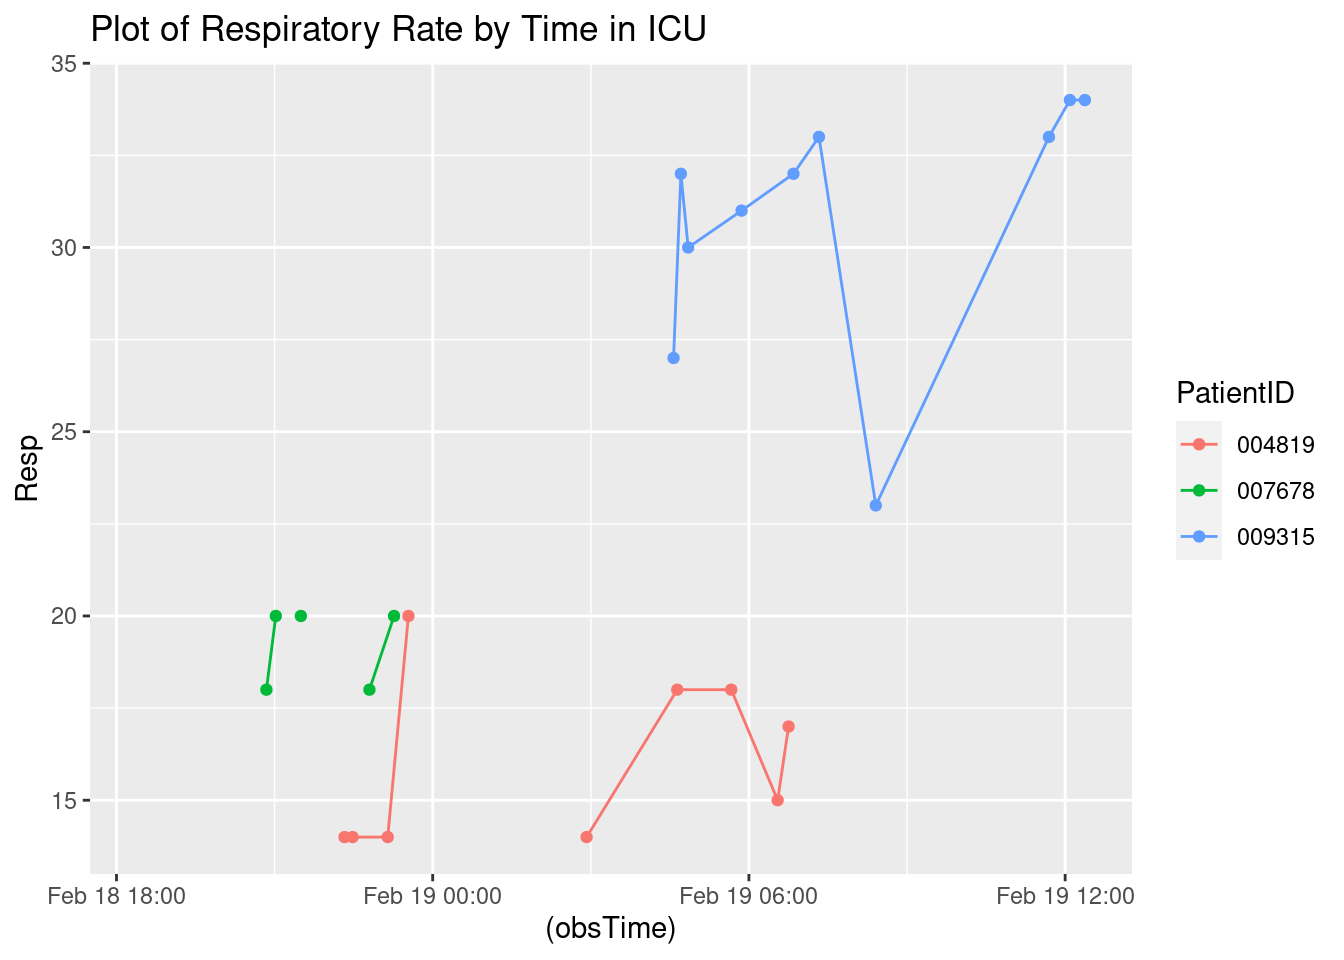 Plot of Respiratory Rate by Time in ICU
35
30
25
20
15
Resp
Feb 18 18:00
Feb 19 00:00
Feb 19 06:00
Feb 19 12:00
(obsTime)
PatientID
004819
007678
009315